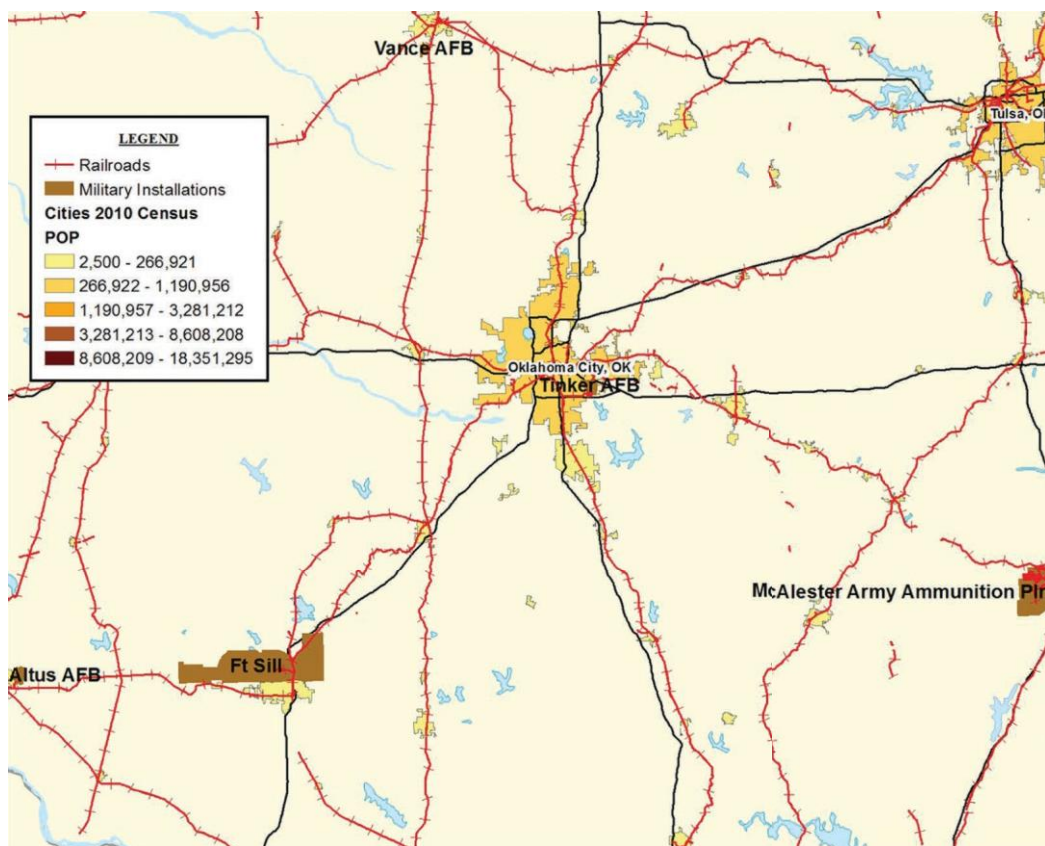 Vance AFB
LEGEND
Railroads
Military Installations
Cities 2010 Census
POP
2,500 - 266,921
266,922 - 1,190,956
1,190,957 - 3,281,212
3,281,213 - 8,608,208
8,608,209 - 18,351,295
Tulsa, O
Oklahoma City, OK
Tinker AFB
McAlester Army Ammunition Pl
Ft Sill
Altus AFB